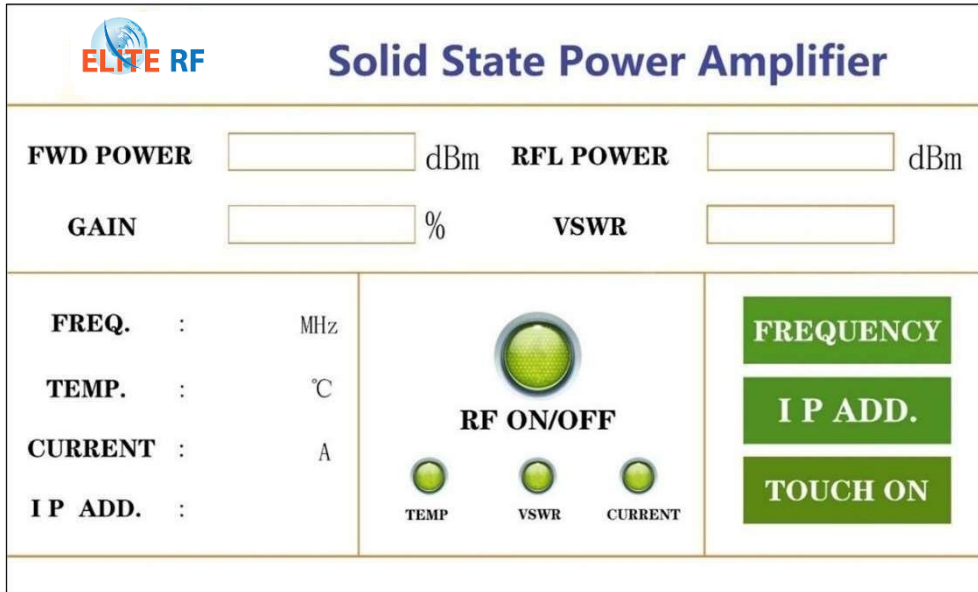 ELITE RF
Solid State Power Amplifier
FWD POWER dBm RFL POWER dBm
GAIN % VSWR
FREQ. : MHz
TEMP. : ℃
CURRENT : A
I P ADD. :
RF ON/OFF
TEMP VSWR CURRENT
FREQUENCY
I P ADD.
TOUCH ON